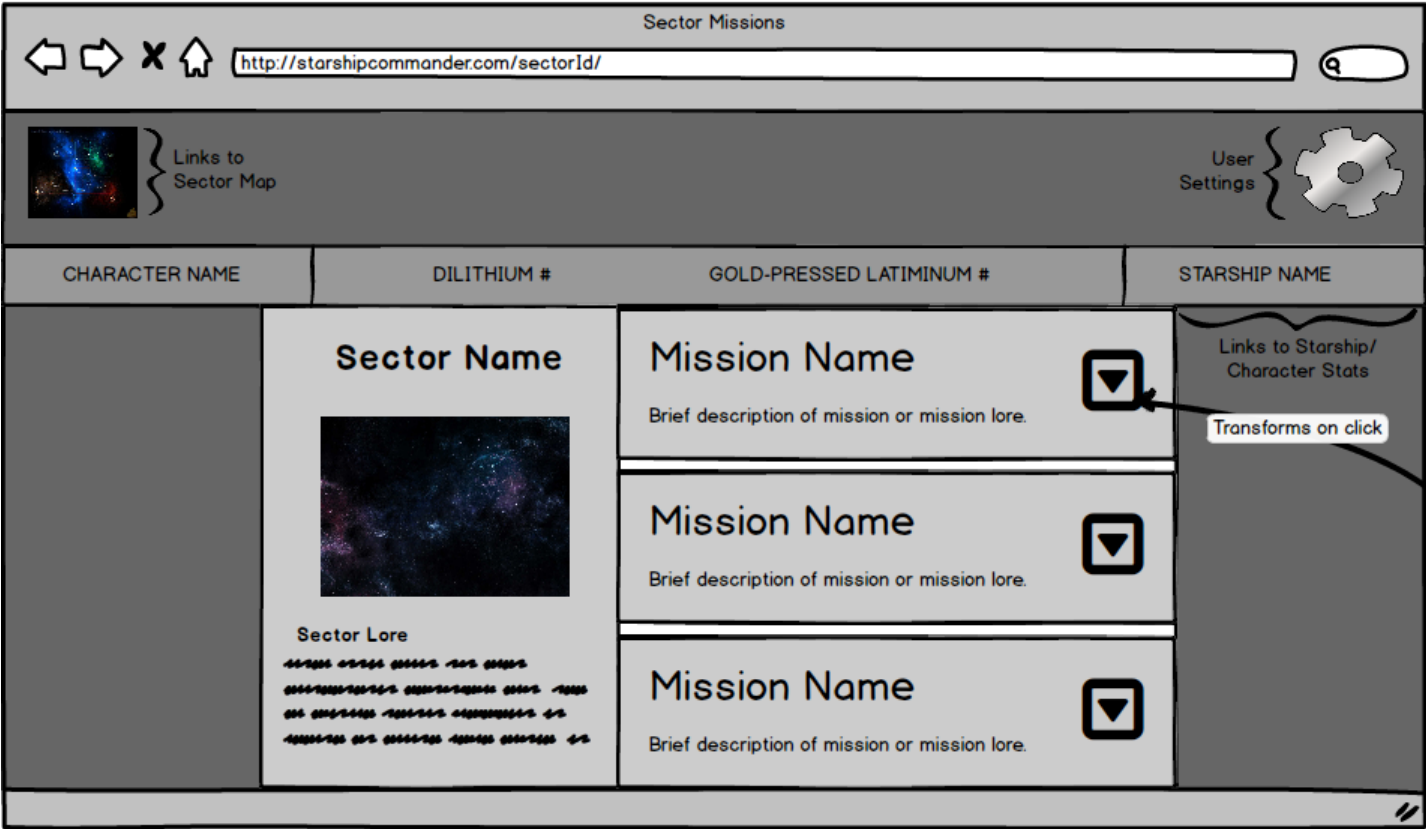 Sector Missions
http://starshipcommander.com/sectorId/
Links to
Sector Map
User
Settings
CHARACTER NAME
DILITHIUM #
GOLD-PRESSED LATIMINUM #
STARSHIP NAME
Sector Name
Sector Lore
Mission Name
Brief description of mission or mission lore.
Mission Name
Brief description of mission or mission lore.
Mission Name
Brief description of mission or mission lore.
Links to Starship/
Character Stats
Transforms on click